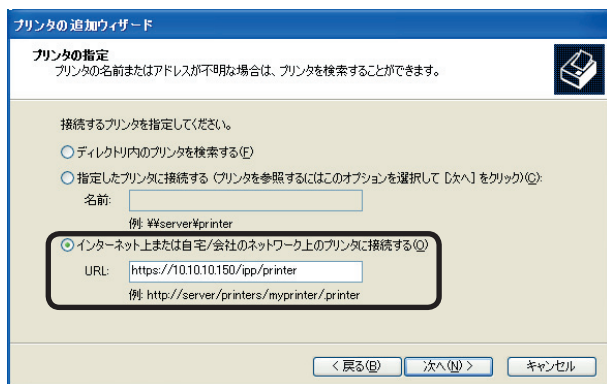 プリンタの追加ウィザード
プリンタの指定
プリンタの名前またはアドレスが不明な場合は、プリンタを検索することができます。
接続するプリンタを指定してください。
ディレクトリ内のプリンタを検索する(F)
指定したプリンタに接続する (プリンタを参照するにはこのオプションを選択して [次へ] をクリック)(C):
名前:
例: ¥¥server¥printer
インターネット上または自宅/会社のネットワーク上のプリンタに接続する(O)
URL: https://10.10.10.150/ipp/printer
例: http://server/printers/myprinter/.printer
< 戻る(B) 次へ(N) > キャンセル